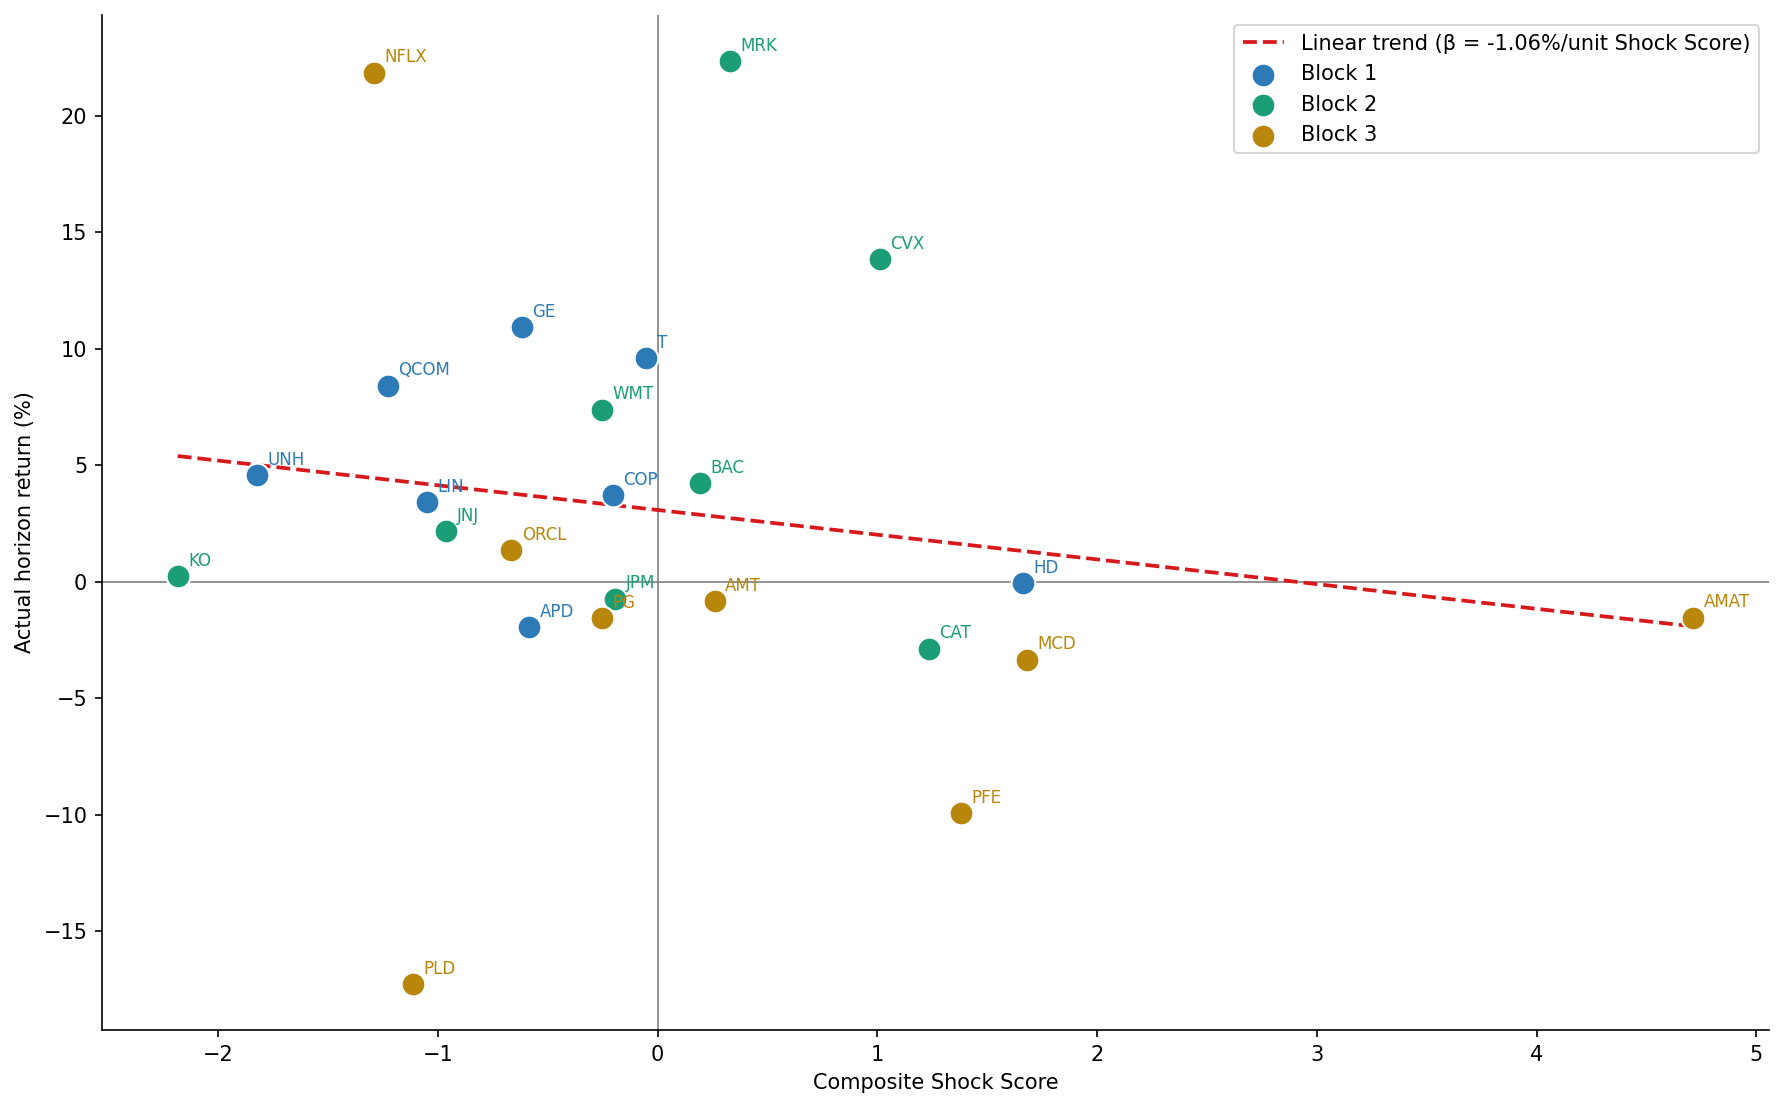 NFLX
MRK
Linear trend (β = -1.06%/unit Shock Score)
Block 1
Block 2
Block 3
CVX
GE
T
QCOM
WMT
UNH
COP
BAC
LIN
JNJ
ORCL
KO
JPM
PG
APD
AMT
HD
AMAT
CAT
MCD
PFE
PLD
20
15
10
5
0
−5
−10
−15
Actual horizon return (%)
−2
−1
0
1
2
3
4
5
Composite Shock Score